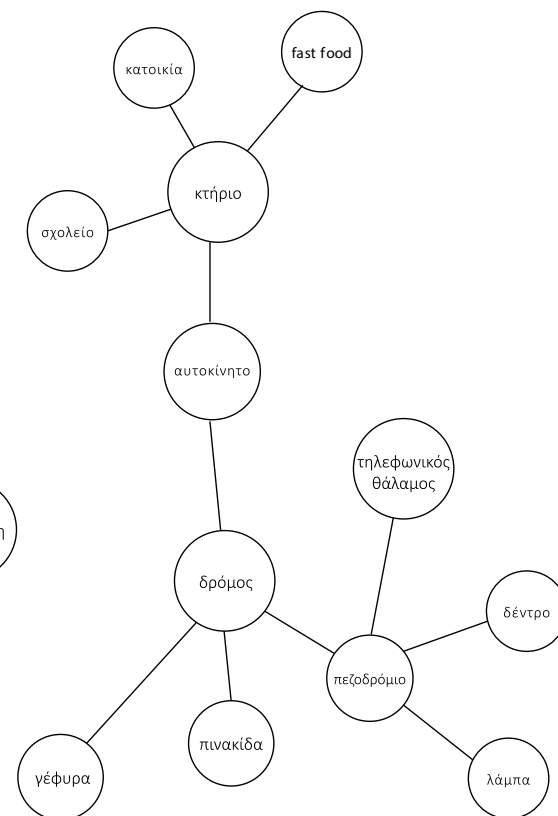 fast food
κατοικία
κτήριο
σχολείο
αυτοκίνητο
τηλεφωνικός
θάλαμος
δρόμος
δέντρο
πεζοδρόμιο
πινακίδα
γέφυρα
λάμπα